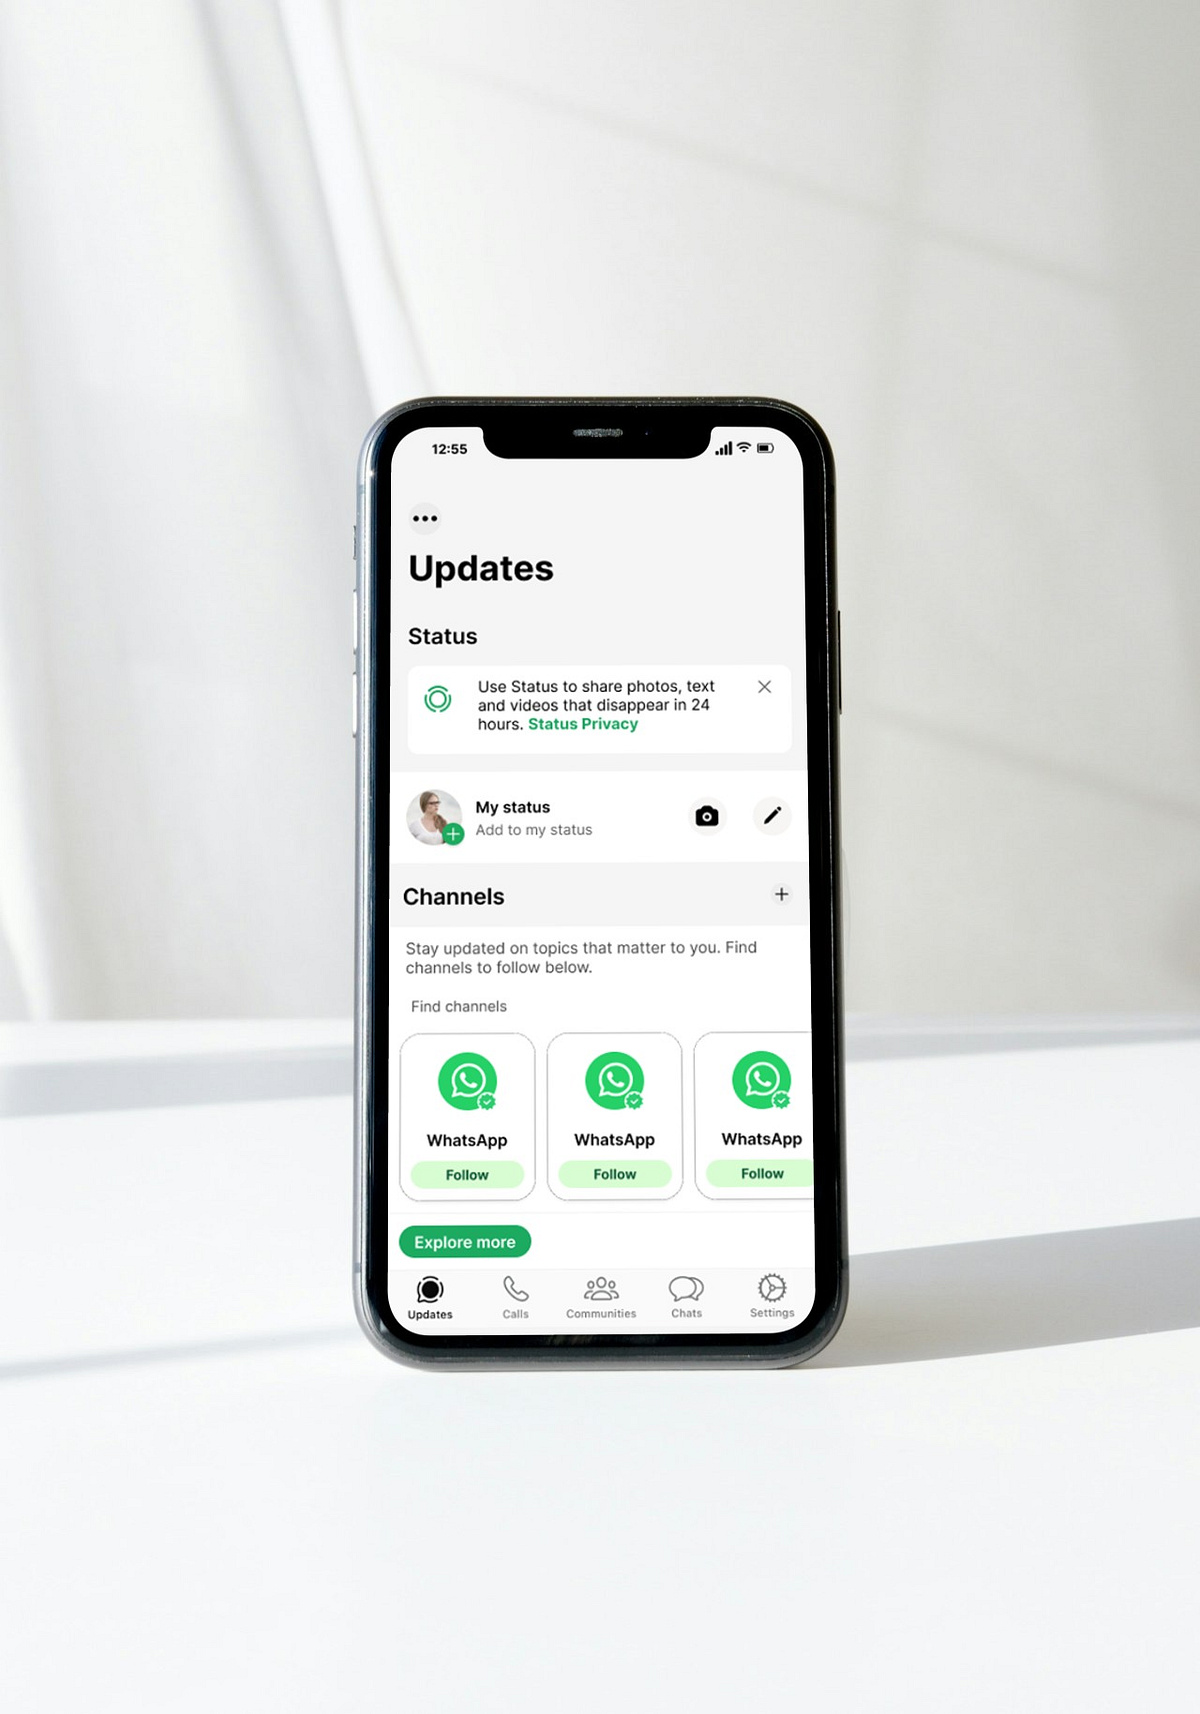 12:55
Updates
Status
Use Status to share photos, text
and videos that disappear in 24
hours. Status Privacy
My status
Add to my status
Channels
Stay updated on topics that matter to you. Find
channels to follow below.
Find channels
WhatsApp WhatsApp WhatsApp
Follow Follow Follow
Explore more
Updates Calls Communities Chats Settings